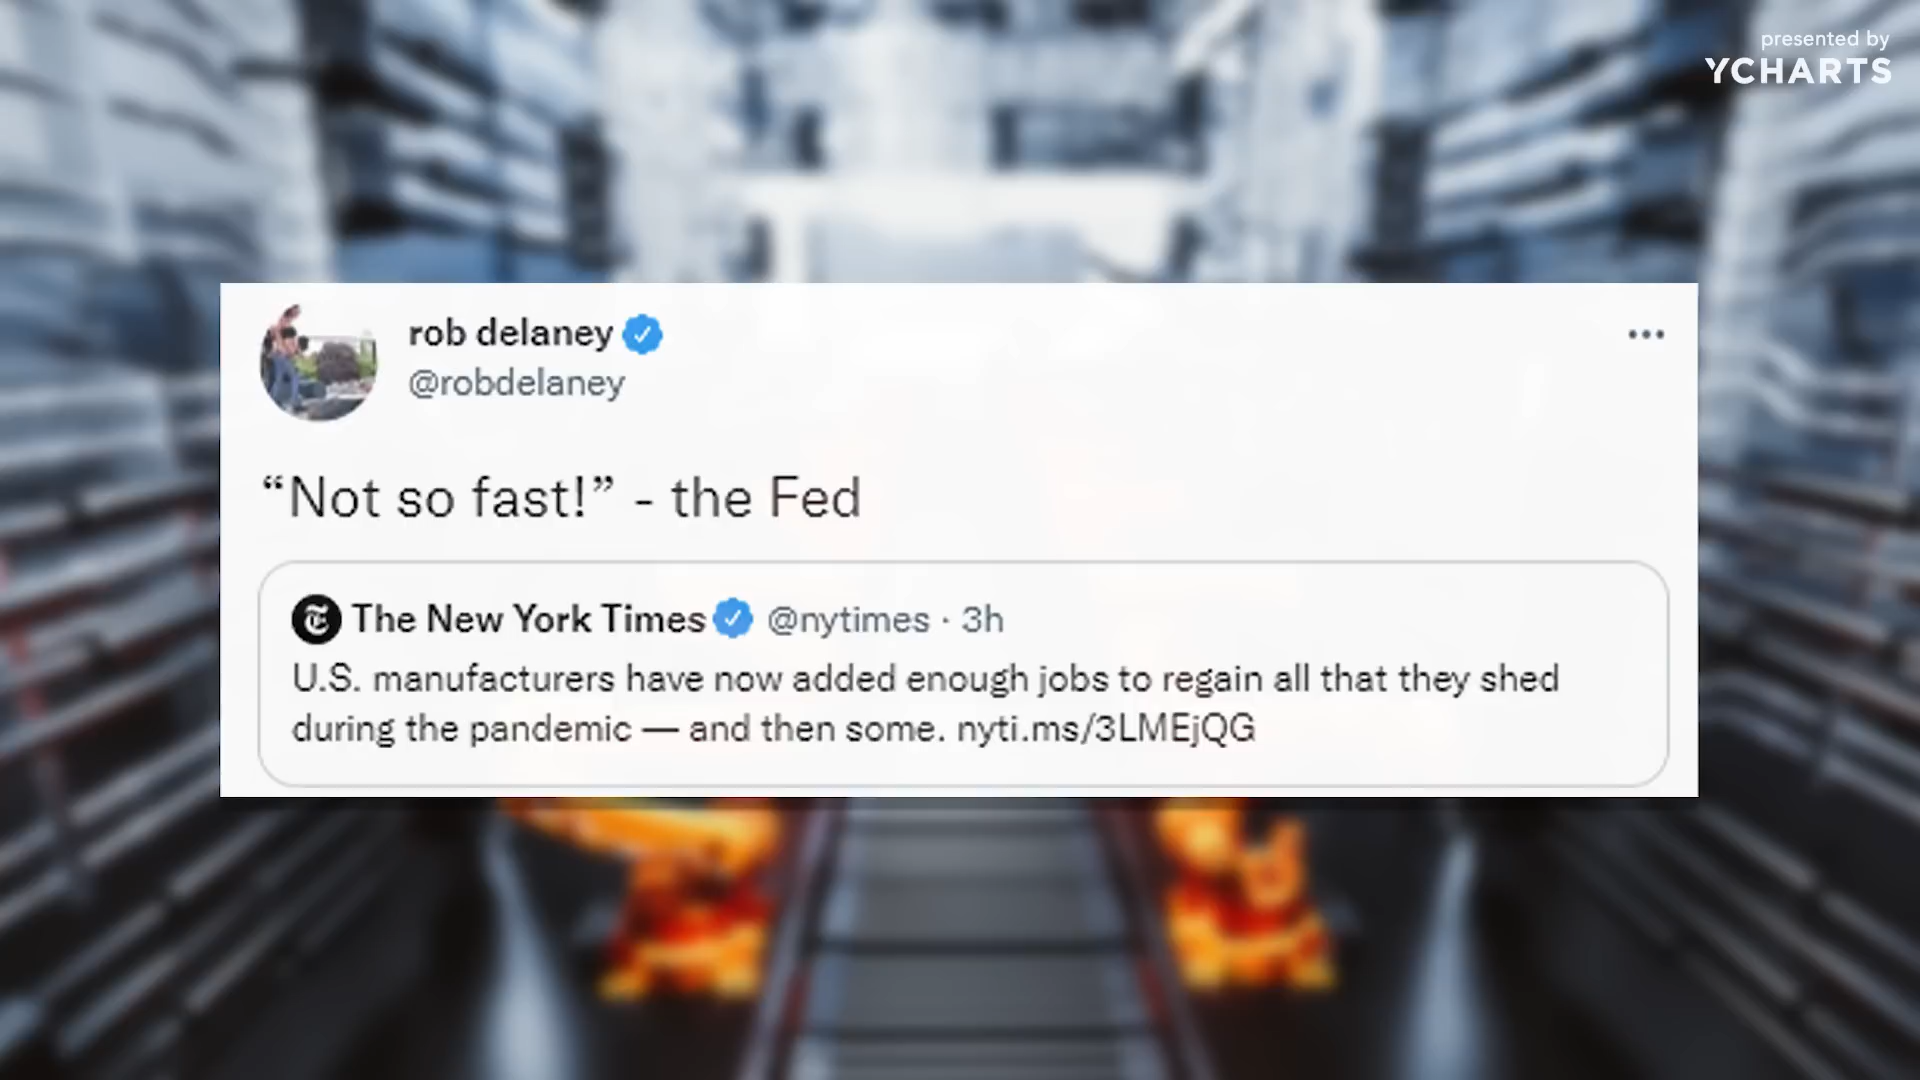 presented by
YCHARTS
rob delaney
@robdelaney
“Not so fast!” - the Fed
The New York Times @nytimes · 3h
U.S. manufacturers have now added enough jobs to regain all that they shed
during the pandemic — and then some. nyti.ms/3LMEjQG